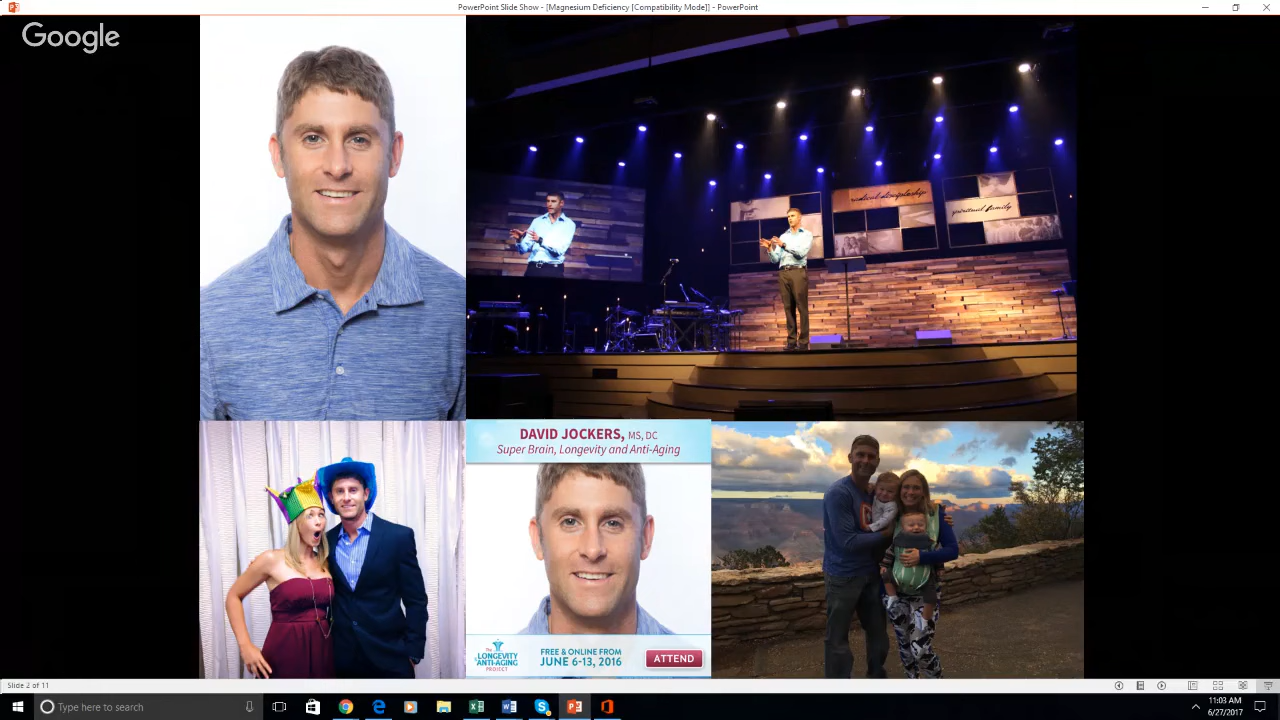 PowerPoint Slide Show - [Magnesium Deficiency [Compatibility Mode]] - PowerPoint
Google
radical discipleship
spiritual family
DAVID JOCKERS, MS, DC
Super Brain, Longevity and Anti-Aging
The
LONGEVITY
& ANTI-AGING
PROJECT
FREE & ONLINE FROM
JUNE 6-13, 2016
ATTEND
Slide 2 of 11
Type here to search
11:03 AM
6/27/2017